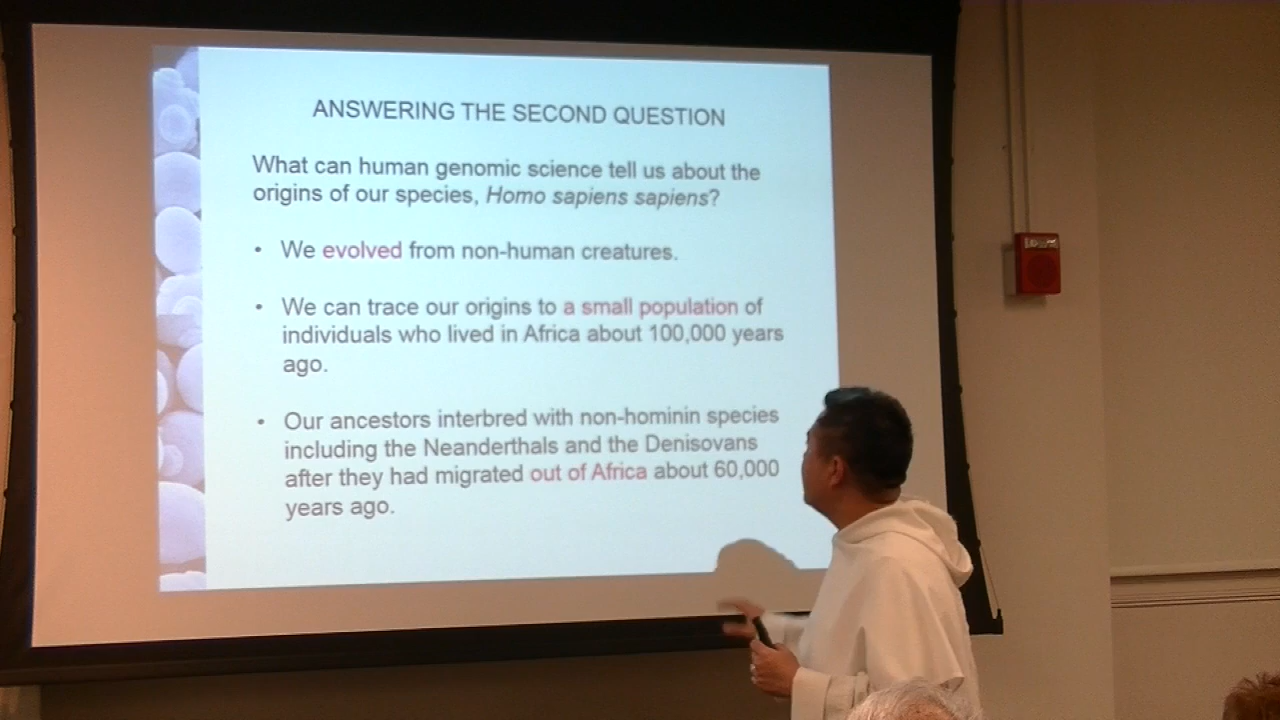 ANSWERING THE SECOND QUESTION
What can human genomic science tell us about the
origins of our species, Homo sapiens sapiens?
• We evolved from non-human creatures.
• We can trace our origins to a small population of
individuals who lived in Africa about 100,000 years
ago.
• Our ancestors interbred with non-hominin species
including the Neanderthals and the Denisovans
after they had migrated out of Africa about 60,000
years ago.